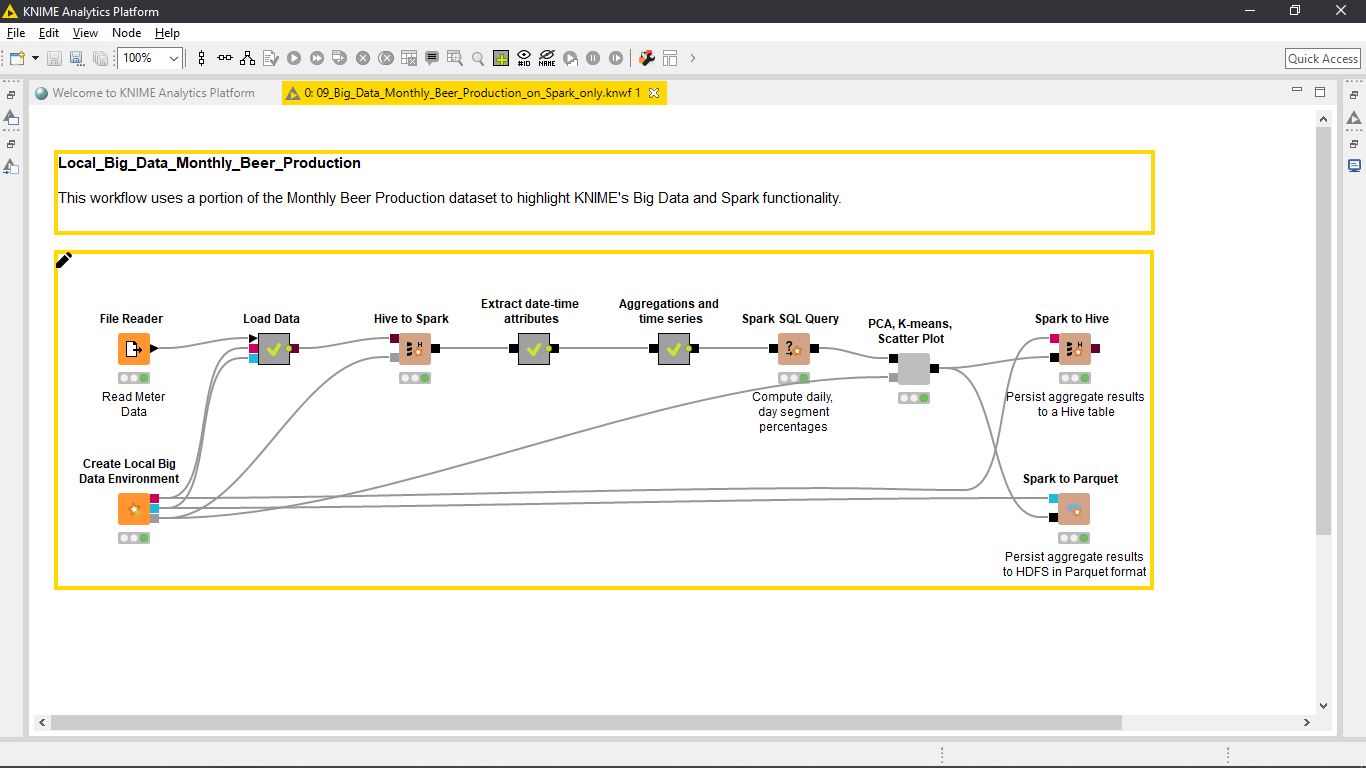 KNIME Analytics Platform
File Edit View Node Help
100%
#ID
NAME
Quick Access
Welcome to KNIME Analytics Platform
0: 09_Big_Data_Monthly_Beer_Production_on_Spark_only.knwf 1
Local_Big_Data_Monthly_Beer_Production
This workflow uses a portion of the Monthly Beer Production dataset to highlight KNIME's Big Data and Spark functionality.
File Reader
Read Meter
Data
Load Data
Hive to Spark
H
Extract date-time
attributes
Aggregations and
time series
Spark SQL Query
?
Compute daily,
day segment
percentages
PCA, K-means,
Scatter Plot
Spark to Hive
H
Persist aggregate results
to a Hive table
Create Local Big
Data Environment
Spark to Parquet
Persist aggregate results
to HDFS in Parquet format